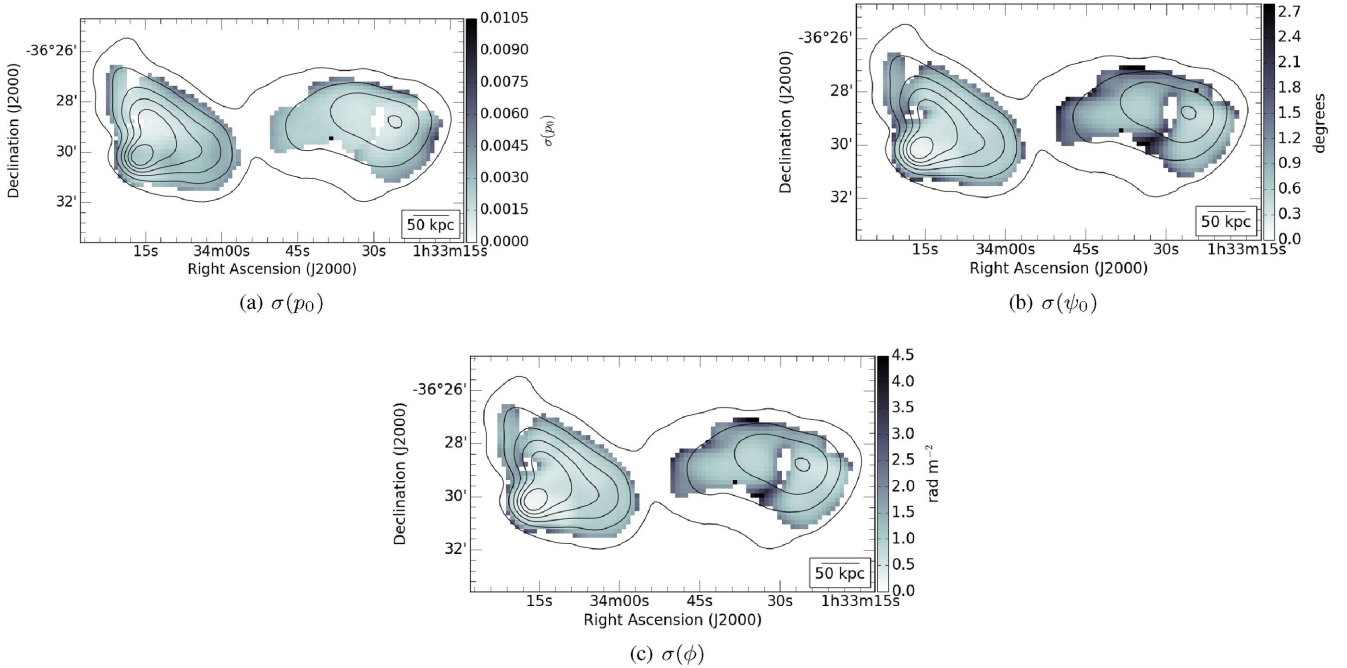 0.0105
0.0090
0.0075
0.0060
0.0045
0.0030
0.0015
0.0000
σ(p₀)
Declination (J2000)
-36°26'
28'
30'
32'
50 kpc
15s 34m00s 45s 30s 1h33m15s
Right Ascension (J2000)
(a) σ(p₀)
2.7
2.4
2.1
1.8
1.5
1.2
0.9
0.6
0.3
0.0
degrees
Declination (J2000)
-36°26'
28'
30'
32'
50 kpc
15s 34m00s 45s 30s 1h33m15s
Right Ascension (J2000)
(b) σ(ψ₀)
4.5
4.0
3.5
3.0
2.5
2.0
1.5
1.0
0.5
0.0
rad m⁻²
Declination (J2000)
-36°26'
28'
30'
32'
50 kpc
15s 34m00s 45s 30s 1h33m15s
Right Ascension (J2000)
(c) σ(ϕ)